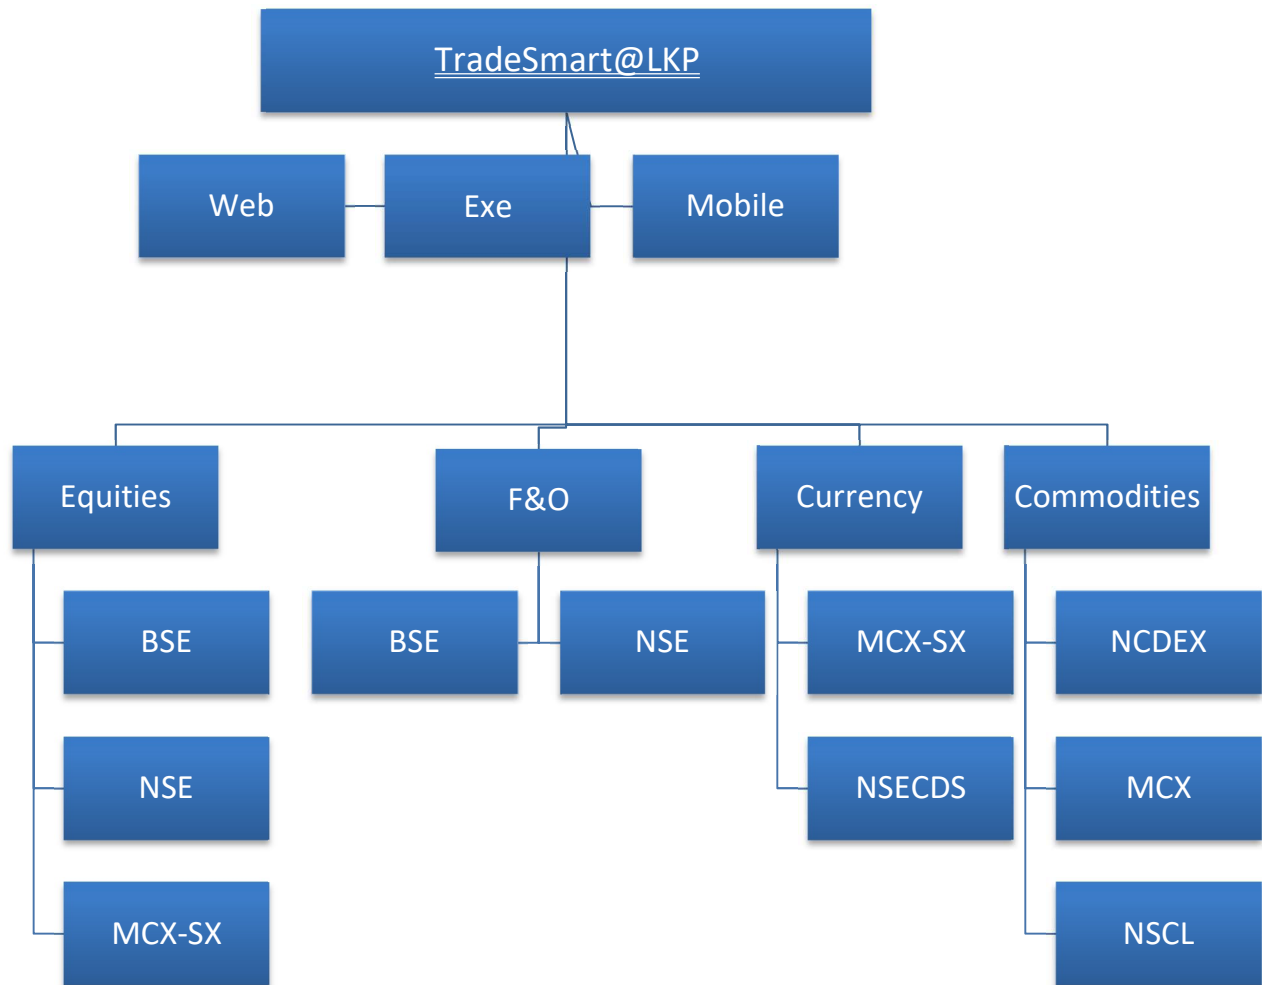 TradeSmart@LKP
Web
Exe
Mobile
Equities
F&O
Currency
Commodities
BSE
BSE
NSE
MCX-SX
NCDEX
NSE
NSECDS
MCX
MCX-SX
NSCL